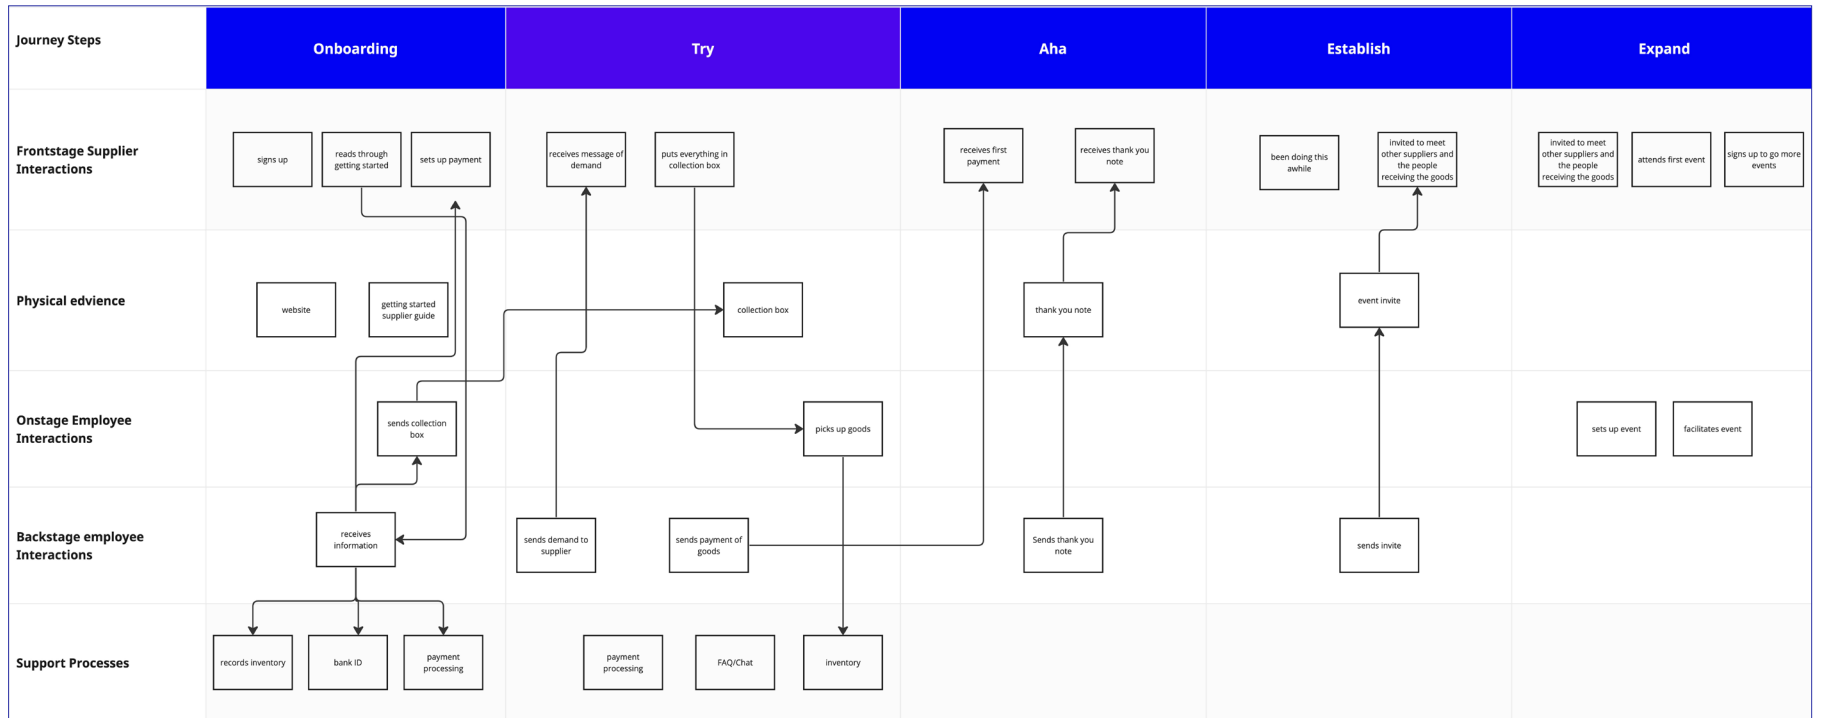 Journey Steps
Onboarding
Try
Aha
Establish
Expand
Frontstage Supplier
Interactions
signs up
reads through
getting started
sets up payment
receives message of
demand
puts everything in
collection box
receives first
payment
receives thank you
note
been doing this
awhile
invited to meet
other suppliers and
the people
receiving the goods
invited to meet
other suppliers and
the people
receiving the goods
attends first event
signs up to go more
events
Physical edvience
website
getting started
supplier guide
collection box
thank you note
event invite
Onstage Employee
Interactions
sends collection
box
picks up goods
sets up event
facilitates event
Backstage employee
Interactions
receives
information
sends demand to
supplier
sends payment of
goods
Sends thank you
note
sends invite
Support Processes
records inventory
bank ID
payment
processing
payment
processing
FAQ/Chat
inventory